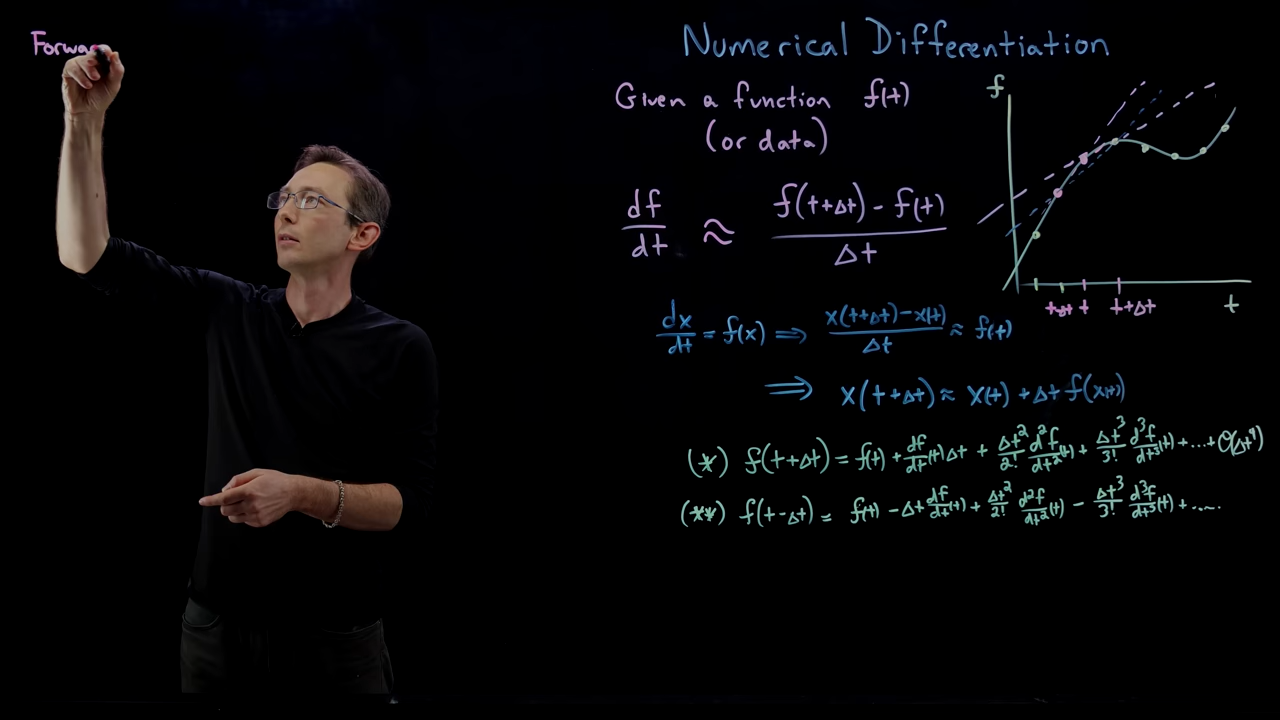 Forwa
Numerical Differentiation
Given a function f(t)
(or data)
df/dt ≈ (f(t+Δt) - f(t))/Δt
f
t-Δt t t+Δt t
dx/dt = f(x) ⟹ (x(t+Δt) - x(t))/Δt ≈ f(t)
⟹ x(t+Δt) ≈ x(t) + Δt f(x(t))
(*) f(t+Δt) = f(t) + df/dt(t)Δt + Δt²/2! d²f/dt²(t) + Δt³/3! d³f/dt³(t) + ... + O(Δt⁴)
(**) f(t-Δt) = f(t) - Δt df/dt(t) + Δt²/2! d²f/dt²(t) - Δt³/3! d³f/dt³(t) + .....